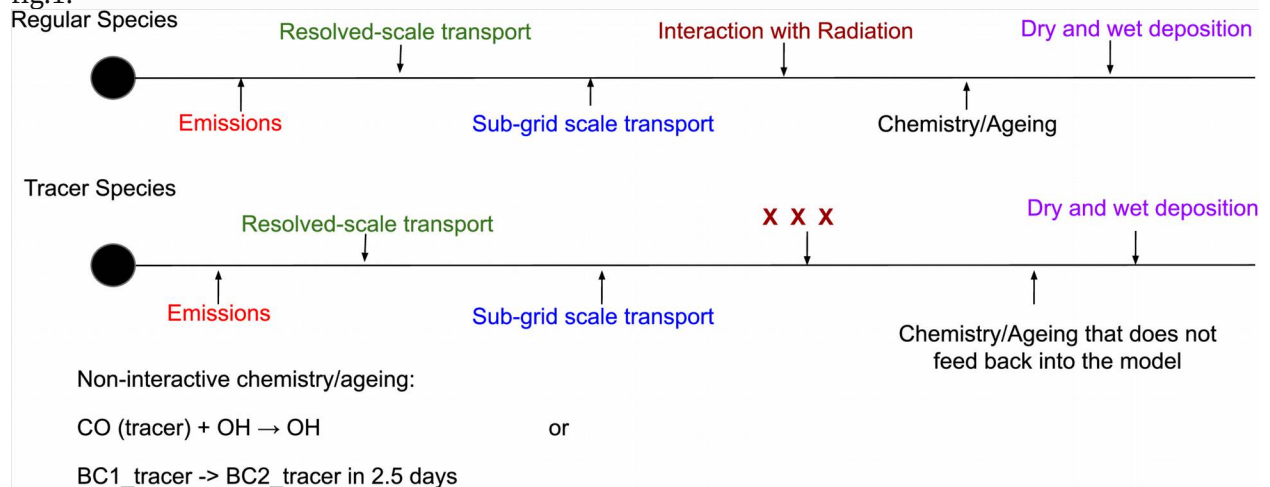 fig.1.
Regular Species
Resolved-scale transport
Interaction with Radiation
Dry and wet deposition
Emissions
Sub-grid scale transport
Chemistry/Ageing
Tracer Species
Resolved-scale transport
X X X
Dry and wet deposition
Emissions
Sub-grid scale transport
Chemistry/Ageing that does not
feed back into the model
Non-interactive chemistry/ageing:
CO (tracer) + OH → OH or
BC1_tracer -> BC2_tracer in 2.5 days